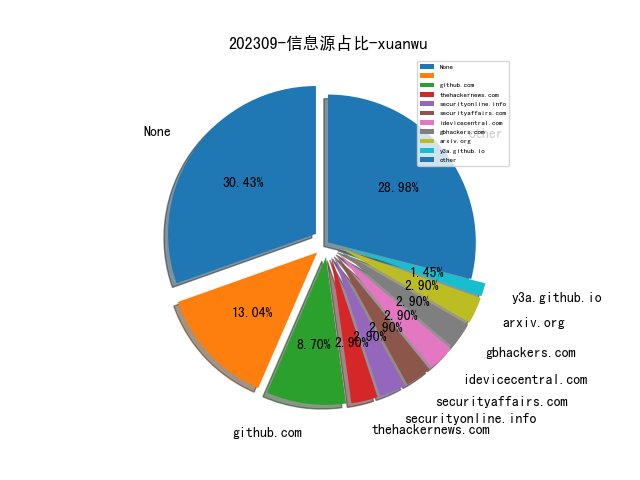 202309-信息源占比-xuanwu
None
github.com
thehackernews.com
securityonline.info
securityaffairs.com
idevicecentral.com
gbhackers.com
arxiv.org
y3a.github.io
other
None
other
30.43%
28.98%
13.04%
8.70%
2.90%
2.90%
2.90%
2.90%
2.90%
2.90%
1.45%
y3a.github.io
arxiv.org
gbhackers.com
idevicecentral.com
securityaffairs.com
securityonline.info
thehackernews.com
github.com